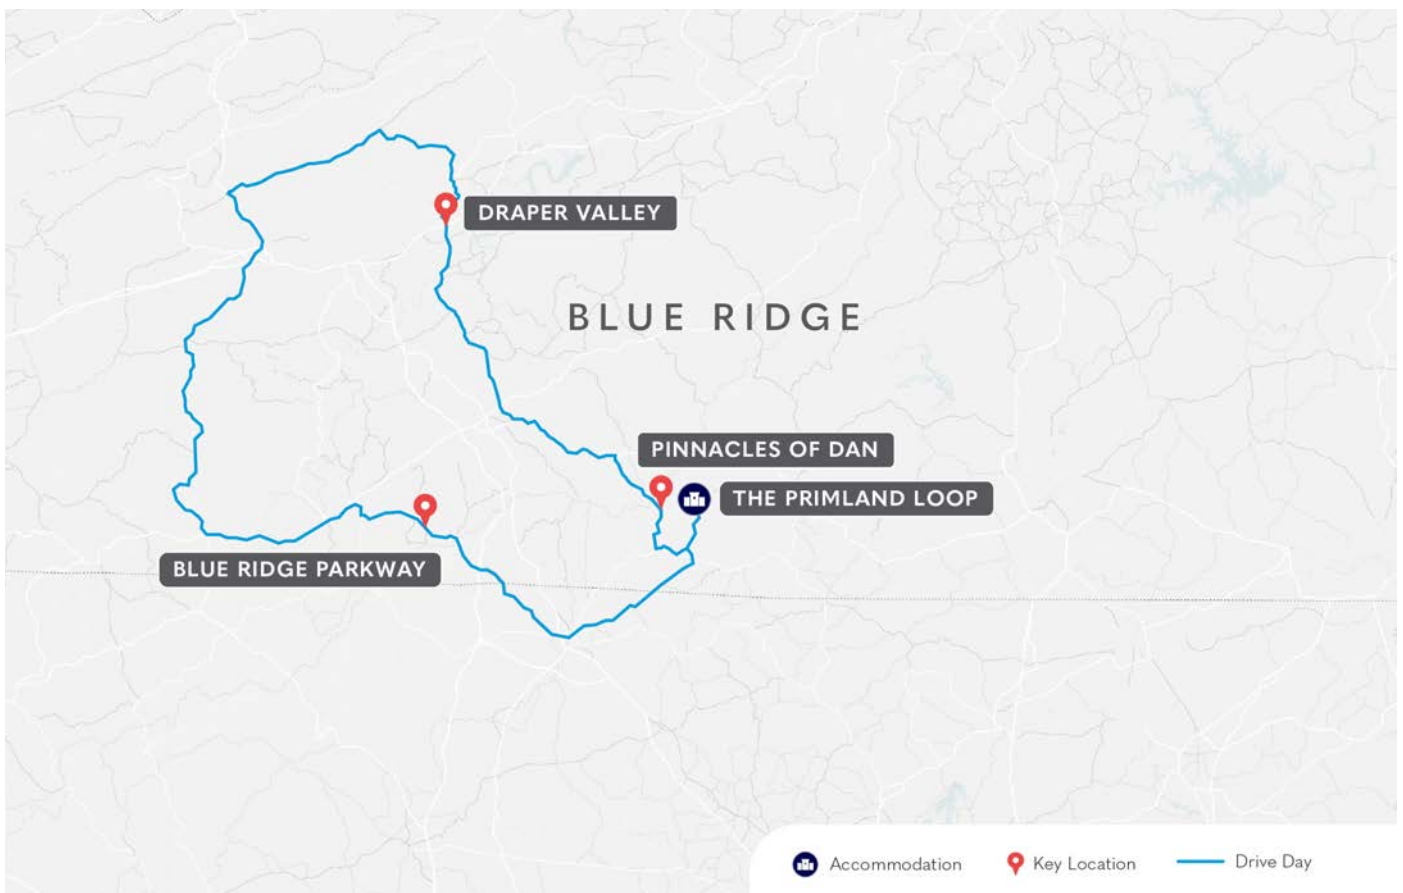 DRAPER VALLEY
BLUE RIDGE
PINNACLES OF DAN
THE PRIMLAND LOOP
BLUE RIDGE PARKWAY
Accommodation
Key Location
Drive Day